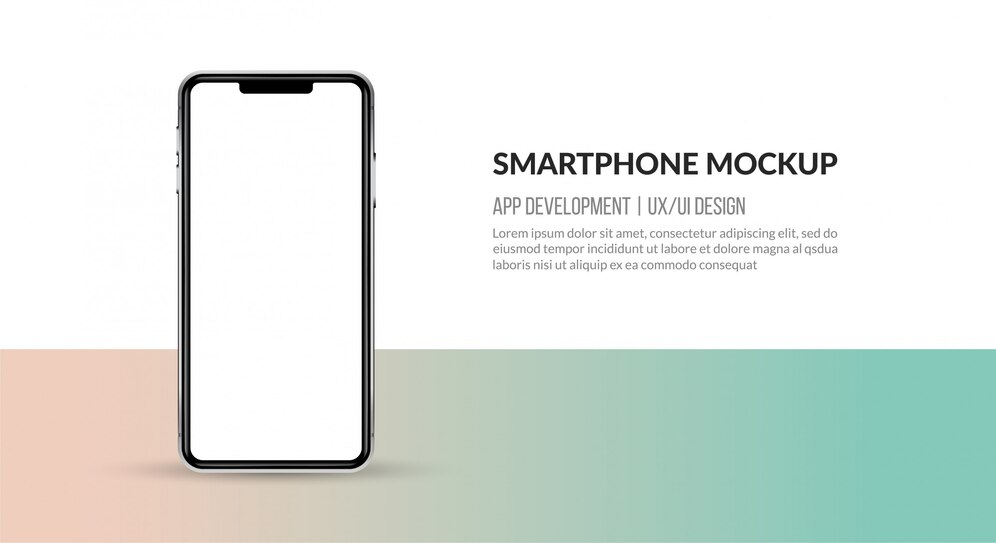 SMARTPHONE MOCKUP
APP DEVELOPMENT | UX/UI DESIGN
Lorem ipsum dolor sit amet, consectetur adipiscing elit, sed do
eiusmod tempor incididunt ut labore et dolore magna al qsdua
laboris nisi ut aliquip ex ea commodo consequat